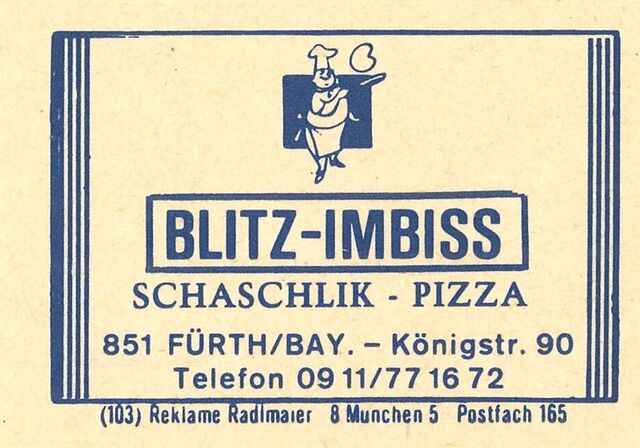 BLITZ-IMBISS
SCHASCHLIK - PIZZA
851 FÜRTH/BAY. – Königstr. 90
Telefon 09 11/77 16 72
(103) Reklame Radlmaier 8 Munchen 5 Postfach 165